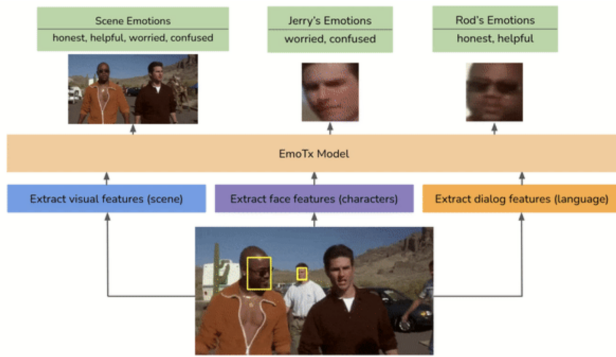 Scene Emotions
honest, helpful, worried, confused
Jerry's Emotions
worried, confused
Rod's Emotions
honest, helpful
EmoTx Model
Extract visual features (scene)
Extract face features (characters)
Extract dialog features (language)